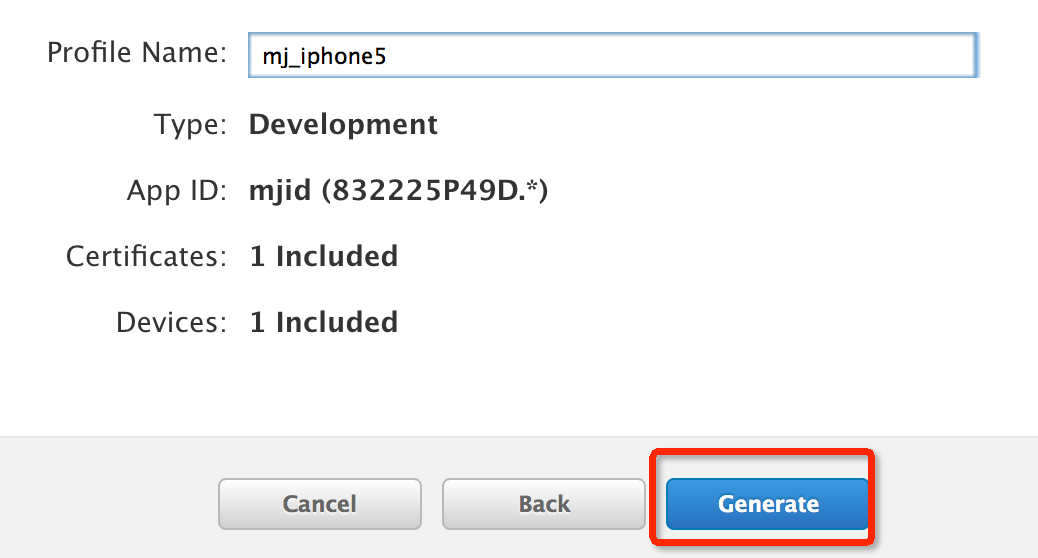 Profile Name: mj_iphone5
Type: Development
App ID: mjid (832225P49D.*)
Certificates: 1 Included
Devices: 1 Included
Cancel Back Generate